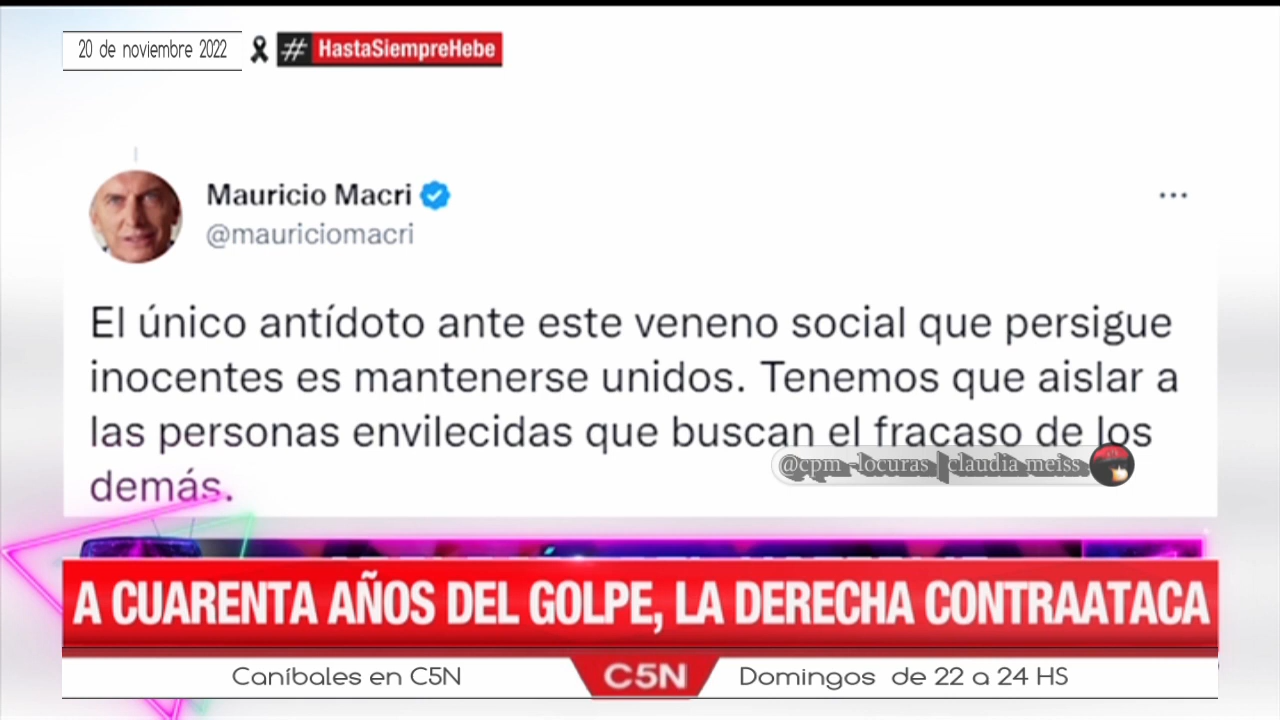 20 de noviembre 2022
# HastaSiempreHebe
Mauricio Macri
@mauriciomacri
El único antídoto ante este veneno social que persigue
inocentes es mantenerse unidos. Tenemos que aislar a
las personas envilecidas que buscan el fracaso de los
demás.
@cpm_locuras | claudia meiss
A CUARENTA AÑOS DEL GOLPE, LA DERECHA CONTRAATACA
Caníbales en C5N
C5N
Domingos de 22 a 24 HS